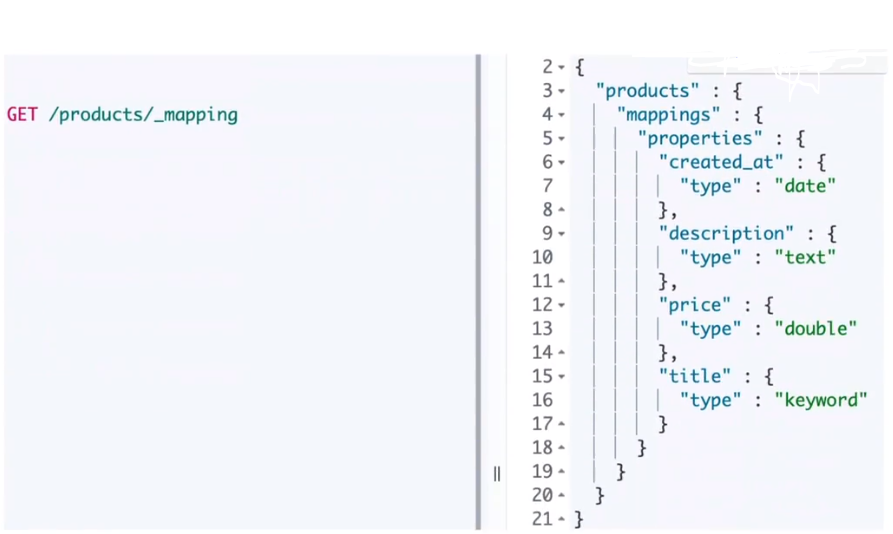 GET /products/_mapping
2 {
3 "products" : {
4 "mappings" : {
5 "properties" : {
6 "created_at" : {
7 "type" : "date"
8 },
9 "description" : {
10 "type" : "text"
11 },
12 "price" : {
13 "type" : "double"
14 },
15 "title" : {
16 "type" : "keyword"
17 }
18 }
19 }
20 }
21 }